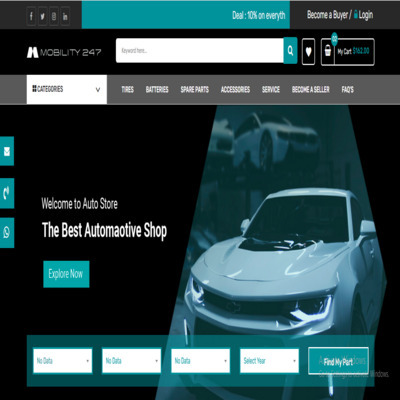 Deal : 10% on everyth
Become a Buyer / Login
MOBILITY 247
Keyword here...
My Cart $162.00
CATEGORIES
TIRES BATTERIES SPARE PARTS ACCESSORIES SERVICE BECOME A SELLER FAQ'S
Welcome to Auto Store
The Best Automaotive Shop
Explore Now
No Data No Data No Data Select Year Find My Part